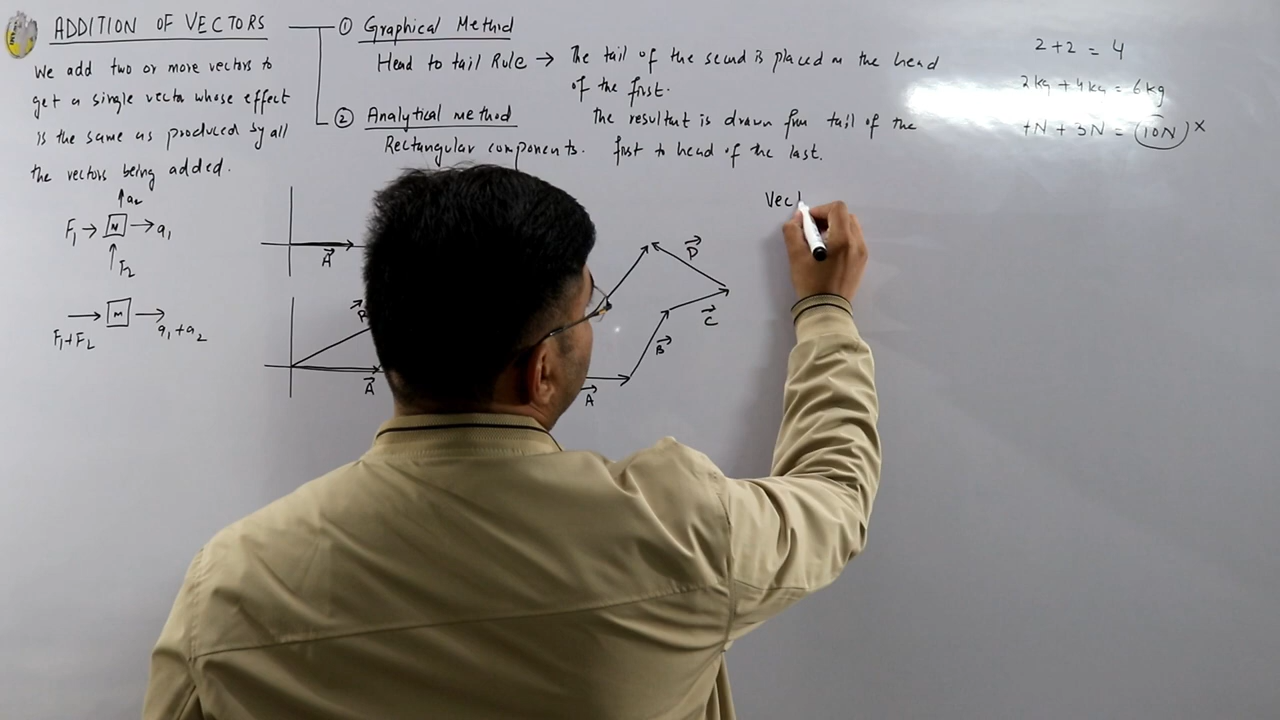 ADDITION OF VECTORS
We add two or more vectors to
get a single vector whose effect
is the same as produced by all
the vectors being added.
① Graphical Method
Head to tail Rule → The tail of the second is placed on the head
of the first.
② Analytical method
Rectangular components.
The resultant is drawn from tail of the
first to head of the last.
2+2 = 4
2kg + 4kg = 6kg
N + 3N = (10N) x
a₂
F₁ → M → a₁
F₂
M
F₁+F₂
a₁+a₂
A
A
A
B
C
D
Vect